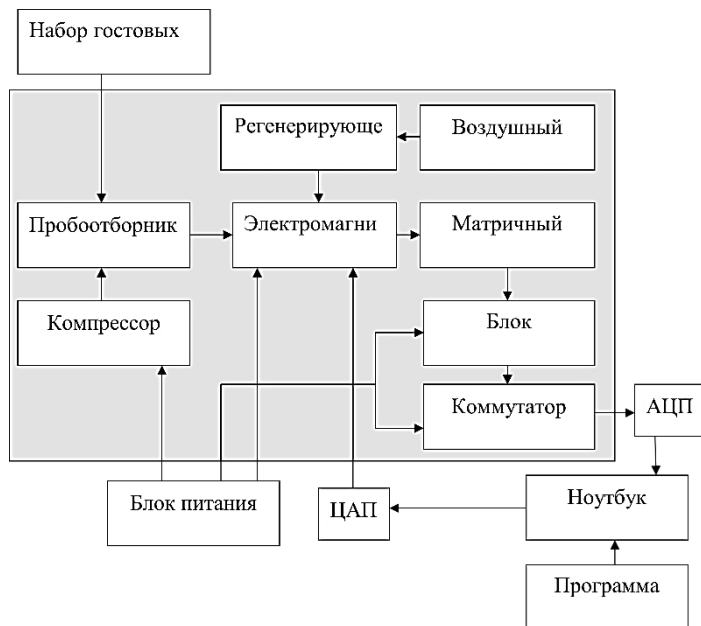 Набор гостовых
Регенерирующе
Воздушный
Пробоотборник
Электромагни
Матричный
Компрессор
Блок
Коммутатор
АЦП
Блок питания
ЦАП
Ноутбук
Программа